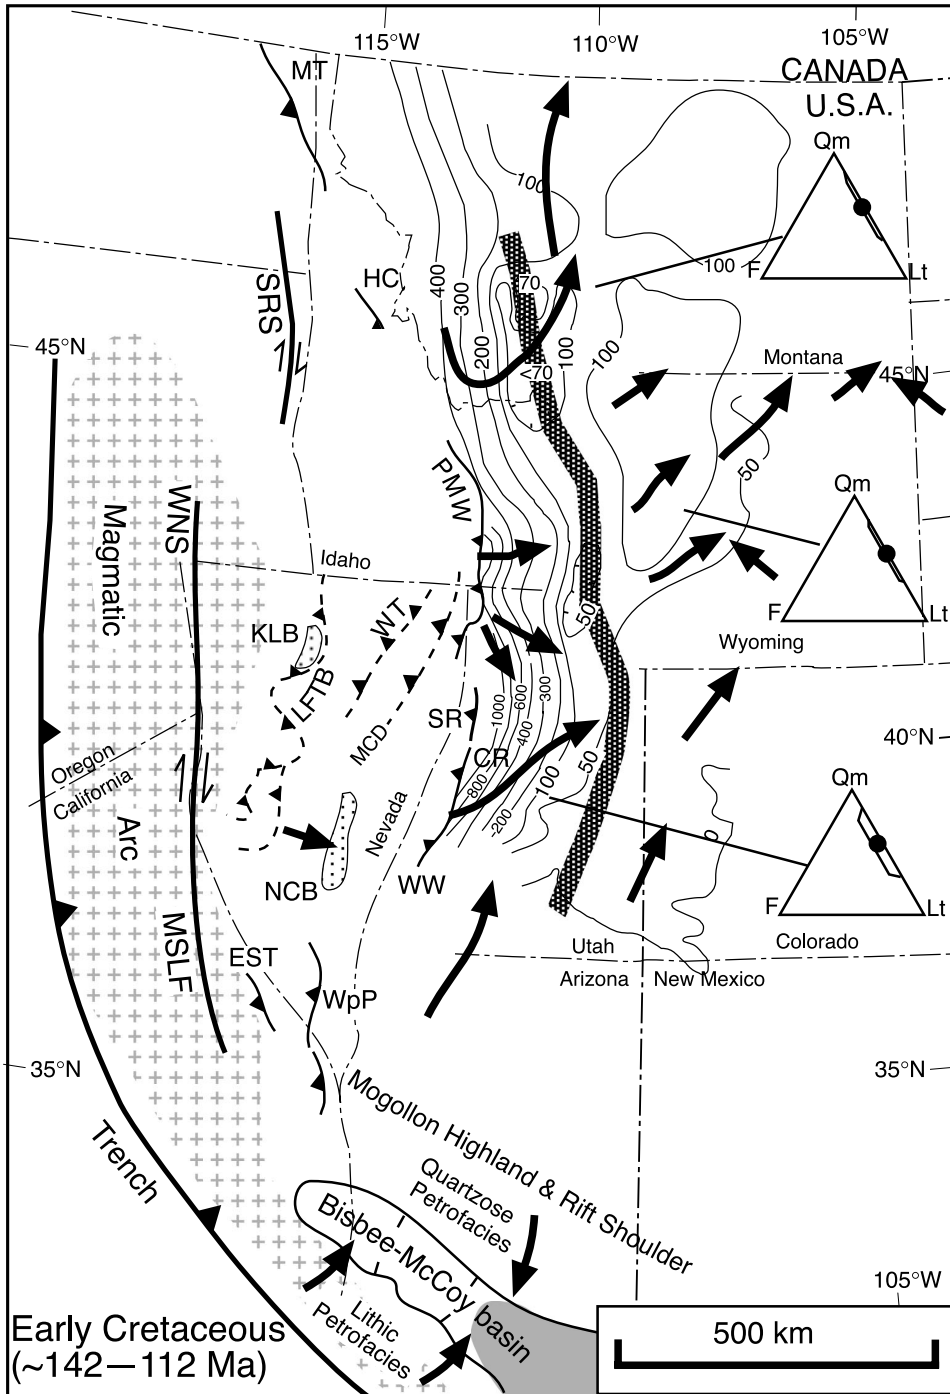 115°W
110°W
105°W
CANADA
U.S.A.
MT
Qm
F
Lt
100
100
HC
SRS
400
300
200
70
<70
100
100
45°N
Montana
45°N
50
PMW
Qm
F
Lt
WNS
Magmatic
Idaho
50
KLB
WT
LFTB
MCD
Wyoming
SR
1000
600
300
CR
400
800
200
100
50
40°N
Oregon
California
Nevada
Arc
0
Qm
F
Lt
NCB
WW
MSLF
EST
WpP
Utah
Colorado
Arizona
New Mexico
35°N
35°N
Mogollon Highland & Rift Shoulder
Trench
Quartzose
Petrofacies
Bisbee-McCoy basin
Lithic
Petrofacies
105°W
Early Cretaceous
(~142—112 Ma)
500 km